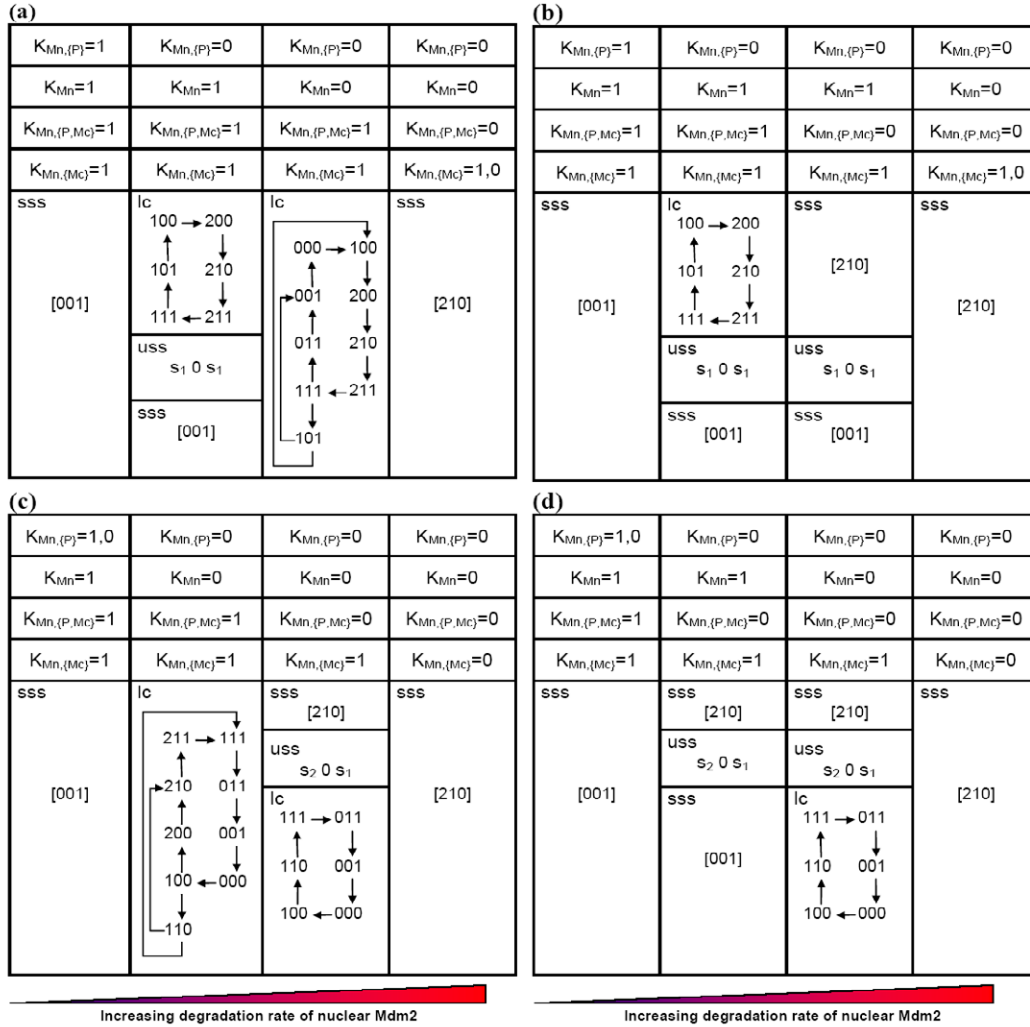 (a)
K_Mn,{P}=1 K_Mn,{P}=0 K_Mn,{P}=0 K_Mn,{P}=0
K_Mn=1 K_Mn=1 K_Mn=0 K_Mn=0
K_Mn,{P,Mc}=1 K_Mn,{P,Mc}=1 K_Mn,{P,Mc}=1 K_Mn,{P,Mc}=0
K_Mn,{Mc}=1 K_Mn,{Mc}=1 K_Mn,{Mc}=1 K_Mn,{Mc}=1,0
sss
[001]
lc
100 → 200
101 210
111 ← 211
uss
s₁ 0 s₁
sss
[001]
lc
000 → 100
001 200
011 210
111 ← 211
101
sss
[210]
(b)
K_Mn,{P}=1 K_Mn,{P}=0 K_Mn,{P}=0 K_Mn,{P}=0
K_Mn=1 K_Mn=1 K_Mn=1 K_Mn=0
K_Mn,{P,Mc}=1 K_Mn,{P,Mc}=1 K_Mn,{P,Mc}=0 K_Mn,{P,Mc}=0
K_Mn,{Mc}=1 K_Mn,{Mc}=1 K_Mn,{Mc}=1 K_Mn,{Mc}=1,0
sss
[001]
lc
100 → 200
101 210
111 ← 211
uss
s₁ 0 s₁
sss
[001]
sss
[210]
uss
s₁ 0 s₁
sss
[001]
sss
[210]
(c)
K_Mn,{P}=1,0 K_Mn,{P}=0 K_Mn,{P}=0 K_Mn,{P}=0
K_Mn=1 K_Mn=0 K_Mn=0 K_Mn=0
K_Mn,{P,Mc}=1 K_Mn,{P,Mc}=1 K_Mn,{P,Mc}=0 K_Mn,{P,Mc}=0
K_Mn,{Mc}=1 K_Mn,{Mc}=1 K_Mn,{Mc}=1 K_Mn,{Mc}=0
sss
[001]
lc
211 → 111
210 011
200 001
100 ← 000
110
sss
[210]
uss
s₂ 0 s₁
lc
111 → 011
110 001
100 ← 000
sss
[210]
Increasing degradation rate of nuclear Mdm2
(d)
K_Mn,{P}=1,0 K_Mn,{P}=0 K_Mn,{P}=0 K_Mn,{P}=0
K_Mn=1 K_Mn=1 K_Mn=0 K_Mn=0
K_Mn,{P,Mc}=1 K_Mn,{P,Mc}=0 K_Mn,{P,Mc}=0 K_Mn,{P,Mc}=0
K_Mn,{Mc}=1 K_Mn,{Mc}=1 K_Mn,{Mc}=1 K_Mn,{Mc}=0
sss
[001]
sss
[210]
uss
s₂ 0 s₁
sss
[001]
sss
[210]
uss
s₂ 0 s₁
lc
111 → 011
110 001
100 ← 000
sss
[210]
Increasing degradation rate of nuclear Mdm2